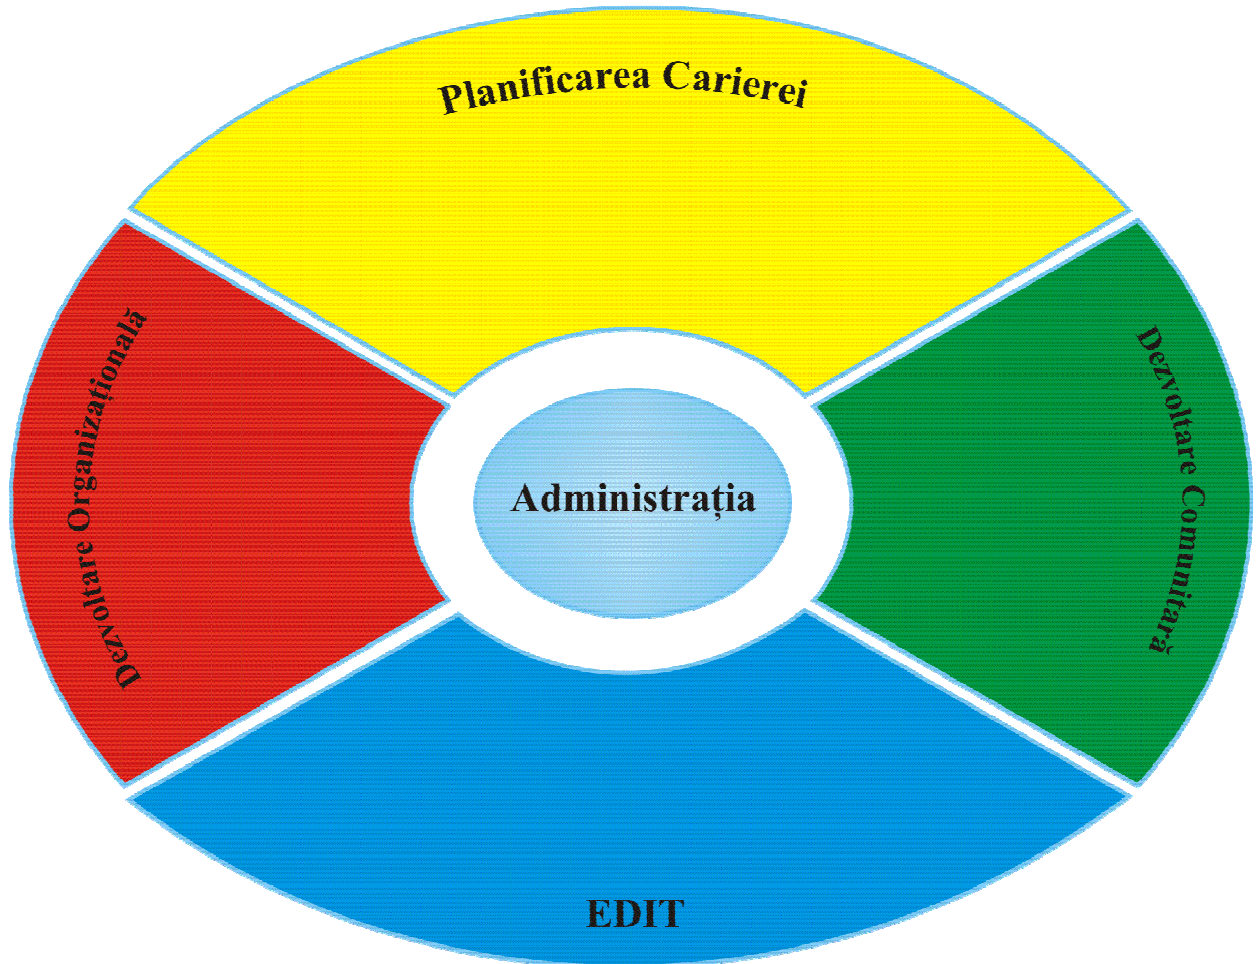 Planificarea Carierei
Dezvoltare Organizațională
Administrația
Dezvoltare Comunitară
EDIT